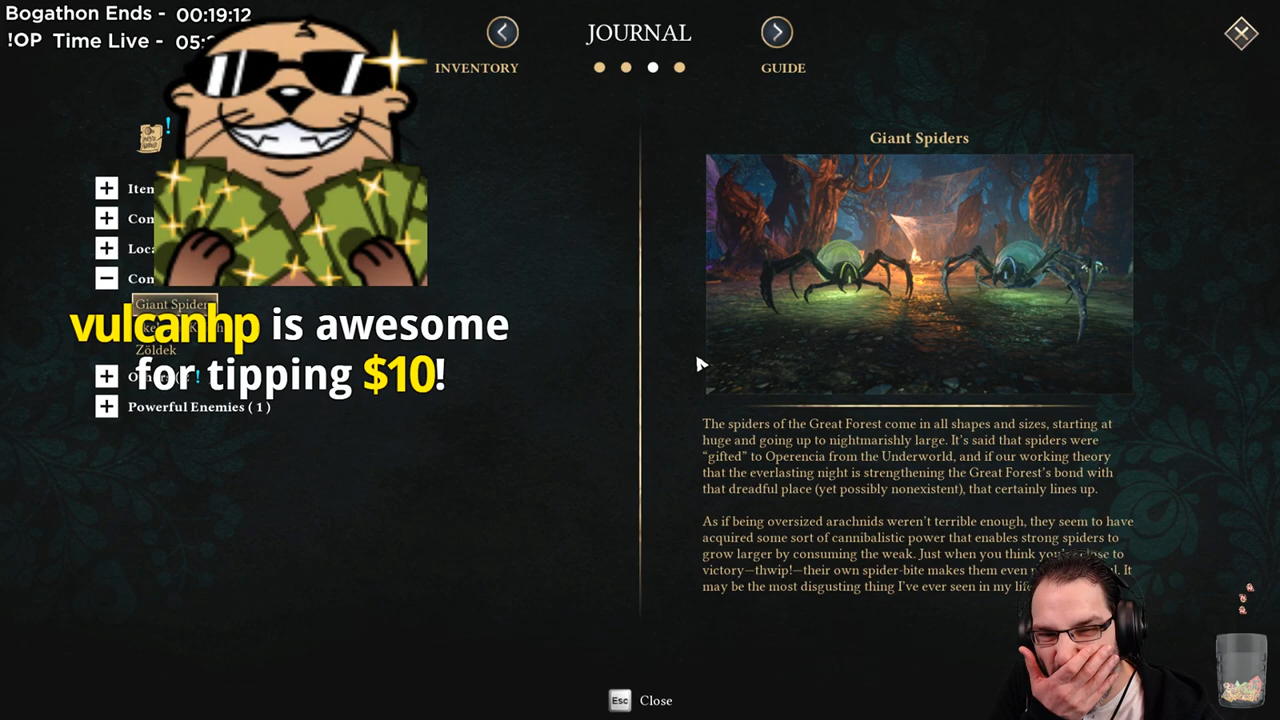 Bogathon Ends - 00:19:12
!OP Time Live - 05:
JOURNAL
INVENTORY
GUIDE
!
Giant Spiders
Item
Con
Loca
Con
Giant Spider
Zöldek
!
Powerful Enemies ( 1 )
vulcanhp is awesome
for tipping $10!
The spiders of the Great Forest come in all shapes and sizes, starting at
huge and going up to nightmarishly large. It's said that spiders were
“gifted” to Operencia from the Underworld, and if our working theory
that the everlasting night is strengthening the Great Forest's bond with
that dreadful place (yet possibly nonexistent), that certainly lines up.
As if being oversized arachnids weren't terrible enough, they seem to have
acquired some sort of cannibalistic power that enables strong spiders to
grow larger by consuming the weak. Just when you think you're close to
victory—thwip!—their own spider-bite makes them even It
may be the most disgusting thing I've ever seen in my life
Esc Close